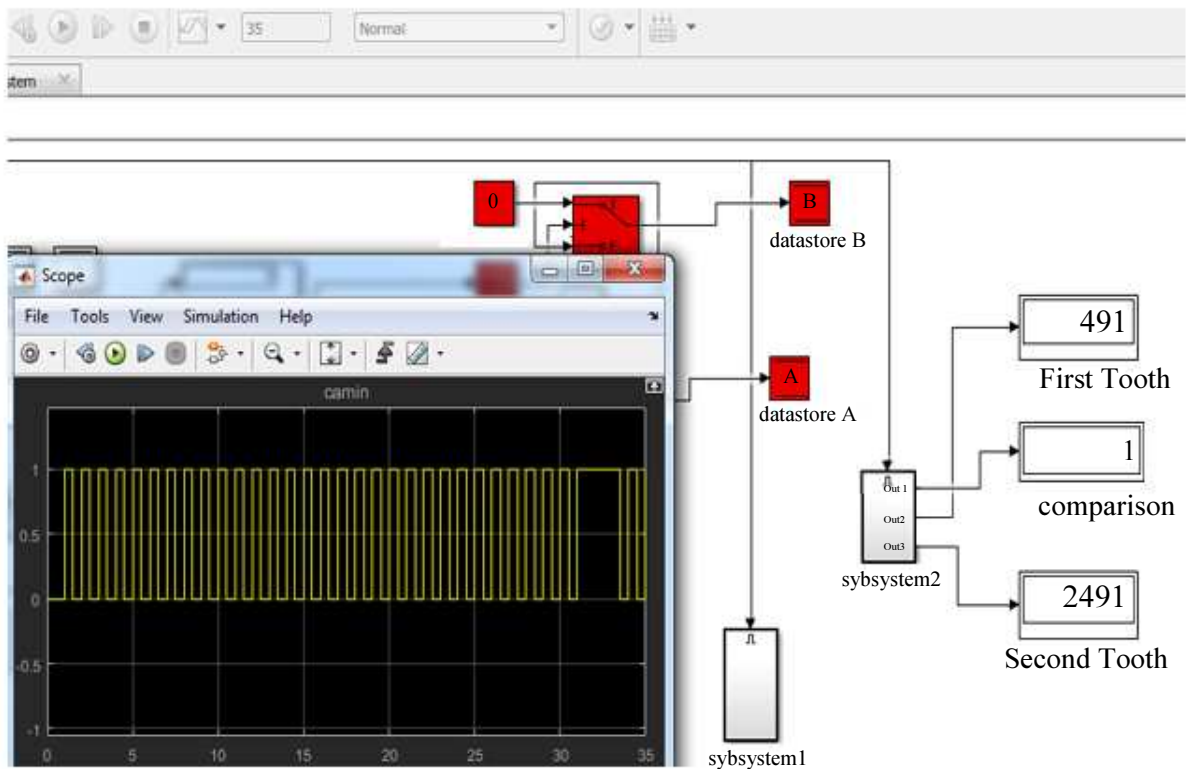 35 Normal
stem
0
B
datastore B
Scope
File Tools View Simulation Help
camin
1
0.5
0
-0.5
-1
0 5 10 15 20 25 30 35
A
datastore A
491
First Tooth
1
comparison
Out 1
Out2
Out3
sybsystem2
2491
Second Tooth
sybsystem1